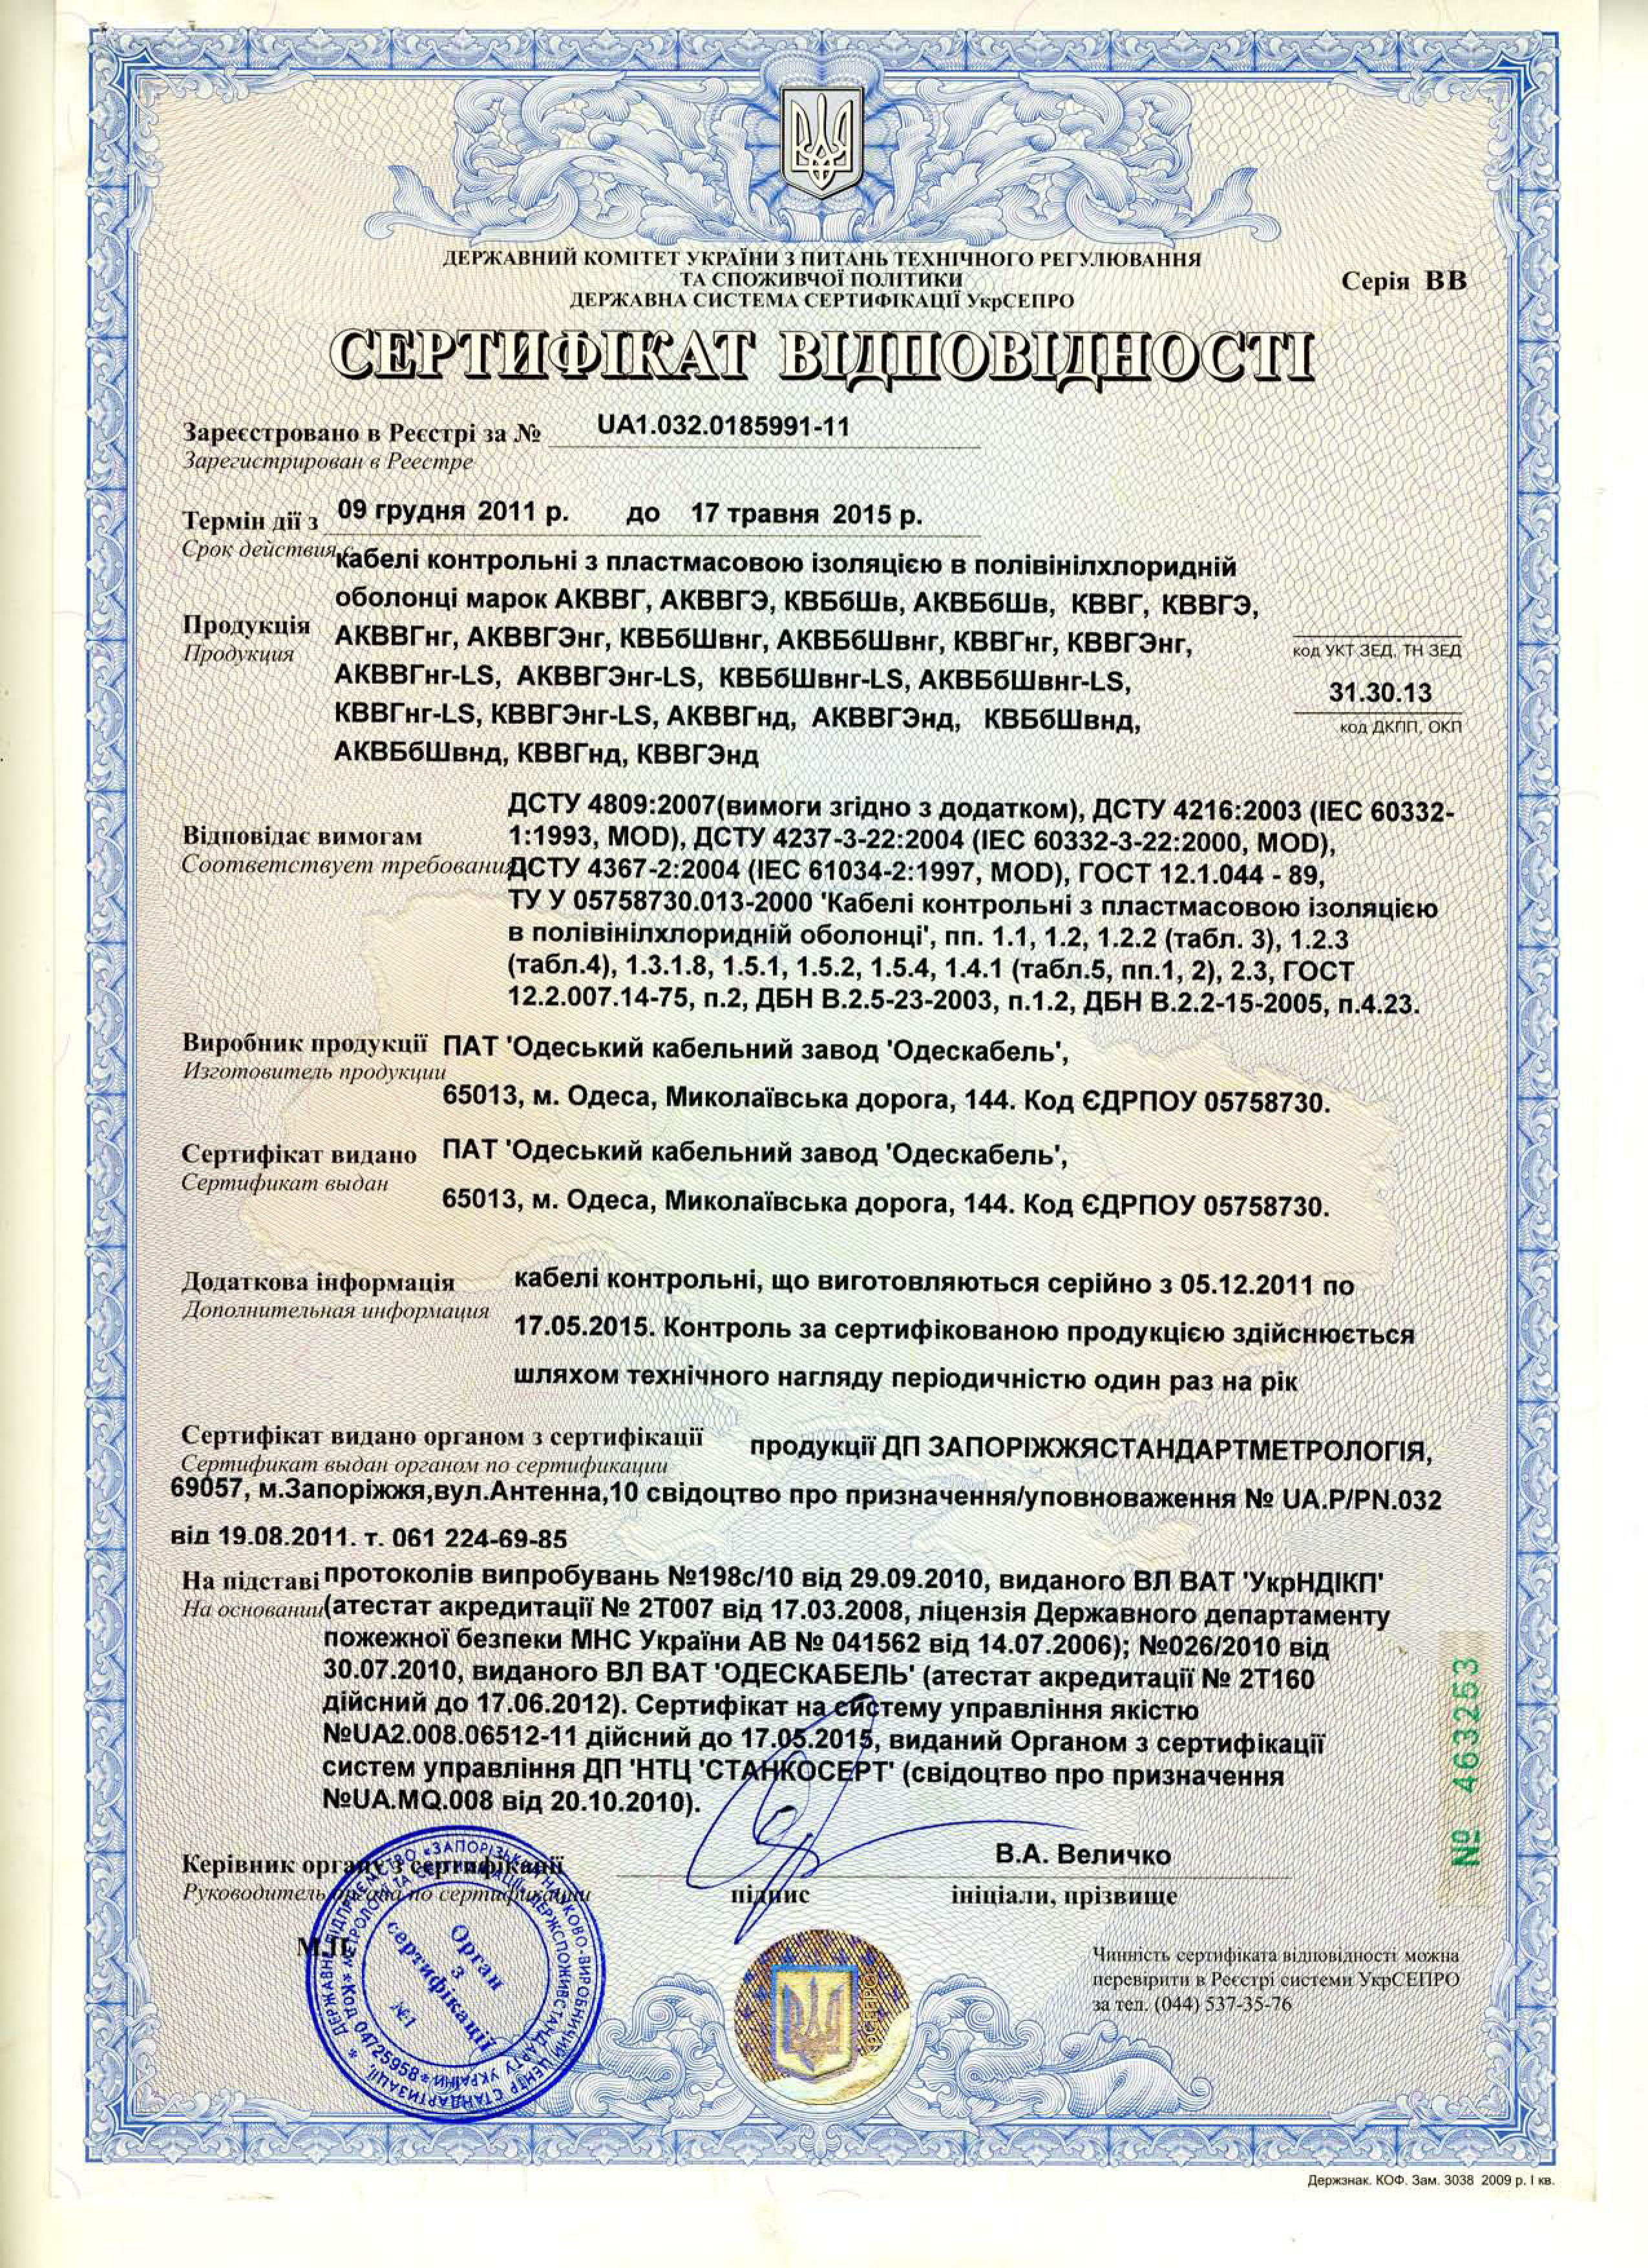 ДЕРЖАВНИЙ КОМІТЕТ УКРАЇНИ З ПИТАНЬ ТЕХНІЧНОГО РЕГУЛЮВАННЯ
ТА СПОЖИВЧОЇ ПОЛІТИКИ
ДЕРЖАВНА СИСТЕМА СЕРТИФІКАЦІЇ УкрСЕПРО
Серія ВВ
СЕРТИФІКАТ ВІДПОВІДНОСТІ
Зареєстровано в Реєстрі за № UA1.032.0185991-11
Зарегистрирован в Реестре
Термін дії з 09 грудня 2011 р. до 17 травня 2015 р.
Срок действия с
кабелі контрольні з пластмасовою ізоляцією в полівінілхлоридній
оболонці марок АКВВГ, АКВВГЭ, КВБбШв, АКВБбШв, КВВГ, КВВГЭ,
Продукція
Продукция
АКВВГнг, АКВВГЭнг, КВБбШвнг, АКВБбШвнг, КВВГнг, КВВГЭнг,
код УКТ ЗЕД, ТН ЗЕД
АКВВГнг-LS, АКВВГЭнг-LS, КВБбШвнг-LS, АКВБбШвнг-LS,
31.30.13
КВВГнг-LS, КВВГЭнг-LS, АКВВГнд, АКВВГЭнд, КВБбШвнд,
код ДКПП, ОКП
АКВБбШвнд, КВВГнд, КВВГЭнд
ДСТУ 4809:2007(вимоги згідно з додатком), ДСТУ 4216:2003 (IEC 60332-
Відповідає вимогам 1:1993, MOD), ДСТУ 4237-3-22:2004 (IEC 60332-3-22:2000, MOD),
Соответствует требованиям ДСТУ 4367-2:2004 (IEC 61034-2:1997, MOD), ГОСТ 12.1.044 - 89,
ТУ У 05758730.013-2000 'Кабелі контрольні з пластмасовою ізоляцією
в полівінілхлоридній оболонці', пп. 1.1, 1.2, 1.2.2 (табл. 3), 1.2.3
(табл.4), 1.3.1.8, 1.5.1, 1.5.2, 1.5.4, 1.4.1 (табл.5, пп.1, 2), 2.3, ГОСТ
12.2.007.14-75, п.2, ДБН В.2.5-23-2003, п.1.2, ДБН В.2.2-15-2005, п.4.23.
Виробник продукції ПАТ 'Одеський кабельний завод 'Одескабель',
Изготовитель продукции
65013, м. Одеса, Миколаївська дорога, 144. Код ЄДРПОУ 05758730.
Сертифікат видано ПАТ 'Одеський кабельний завод 'Одескабель',
Сертификат выдан
65013, м. Одеса, Миколаївська дорога, 144. Код ЄДРПОУ 05758730.
Додаткова інформація кабелі контрольні, що виготовляються серійно з 05.12.2011 по
Дополнительная информация
17.05.2015. Контроль за сертифікованою продукцією здійснюється
шляхом технічного нагляду періодичністю один раз на рік
Сертифікат видано органом з сертифікації продукції ДП ЗАПОРІЖЖЯСТАНДАРТМЕТРОЛОГІЯ,
Сертификат выдан органом по сертификации
69057, м.Запоріжжя,вул.Антенна,10 свідоцтво про призначення/уповноваження № UA.P/PN.032
від 19.08.2011. т. 061 224-69-85
На підставі протоколів випробувань №198с/10 від 29.09.2010, виданого ВЛ ВАТ 'УкрНДІКП'
На основании (атестат акредитації № 2Т007 від 17.03.2008, ліцензія Державного департаменту
пожежної безпеки МНС України АВ № 041562 від 14.07.2006); №026/2010 від
30.07.2010, виданого ВЛ ВАТ 'ОДЕСКАБЕЛЬ' (атестат акредитації № 2Т160
дійсний до 17.06.2012). Сертифікат на систему управління якістю
№UA2.008.06512-11 дійсний до 17.05.2015, виданий Органом з сертифікації
систем управління ДП 'НТЦ 'СТАНКОСЕРТ' (свідоцтво про призначення
№UA.MQ.008 від 20.10.2010).
№ 463253
Керівник органу з сертифікації
Руководитель органа по сертификации
В.А. Величко
підпис
ініціали, прізвище
М.П.
Орган
з
сертифікації
№1
Чинність сертифіката відповідності можна
перевірити в Реєстрі системи УкрСЕПРО
за тел. (044) 537-35-76
Держзнак. КОФ. Зам. 3038 2009 р. І кв.